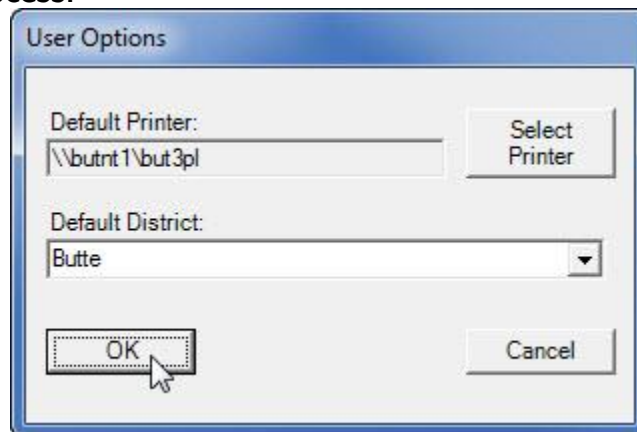 User Options
Default Printer:
\\butnt1\but3pl
Select
Printer
Default District:
Butte
OK
Cancel